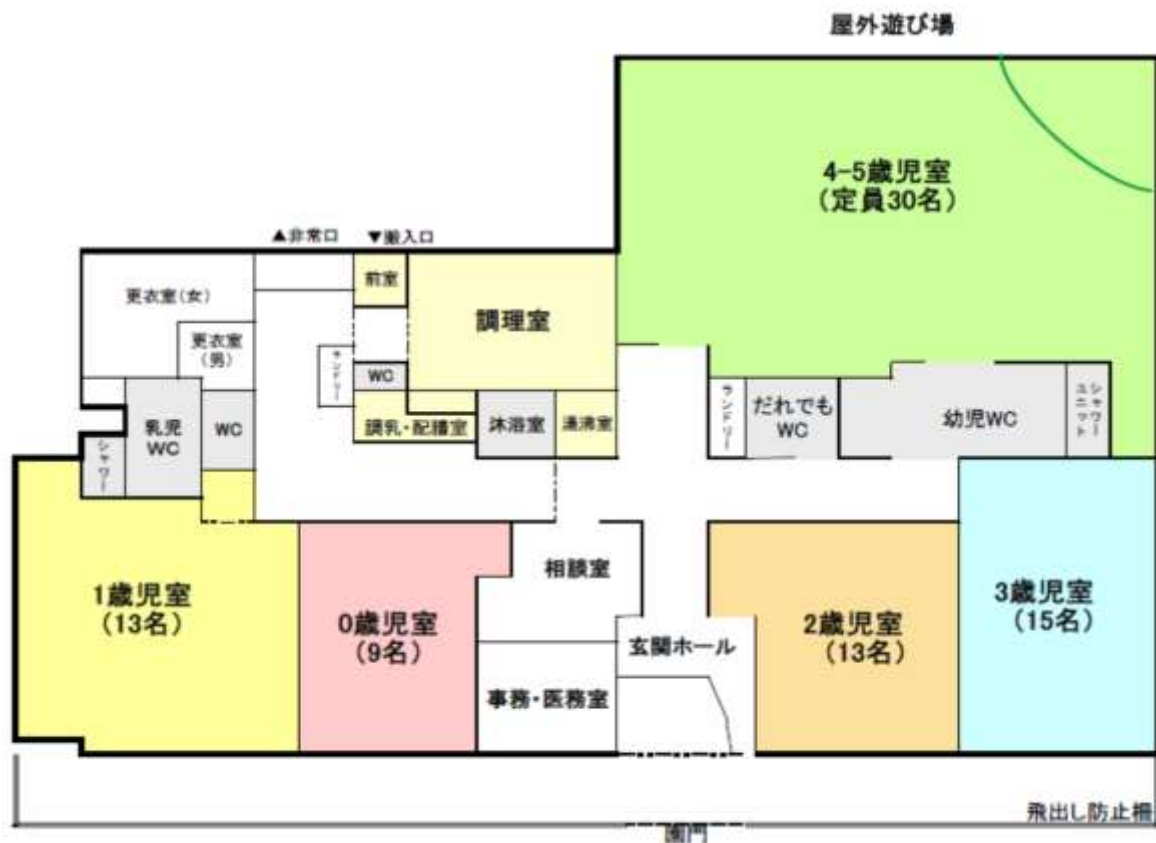 屋外遊び場
4-5歳児室
（定員30名）
▲非常口
▼搬入口
更衣室（女）
更衣室
（男）
前室
調理室
ランドリー
WC
調乳・配膳室
沐浴室
湯沸室
乳児
WC
WC
シャワー
ランドリー
だれでも
WC
幼児WC
シャワー
ユニット
1歳児室
（13名）
0歳児室
（9名）
相談室
事務・医務室
玄関ホール
2歳児室
（13名）
3歳児室
（15名）
飛出し防止柵
園門